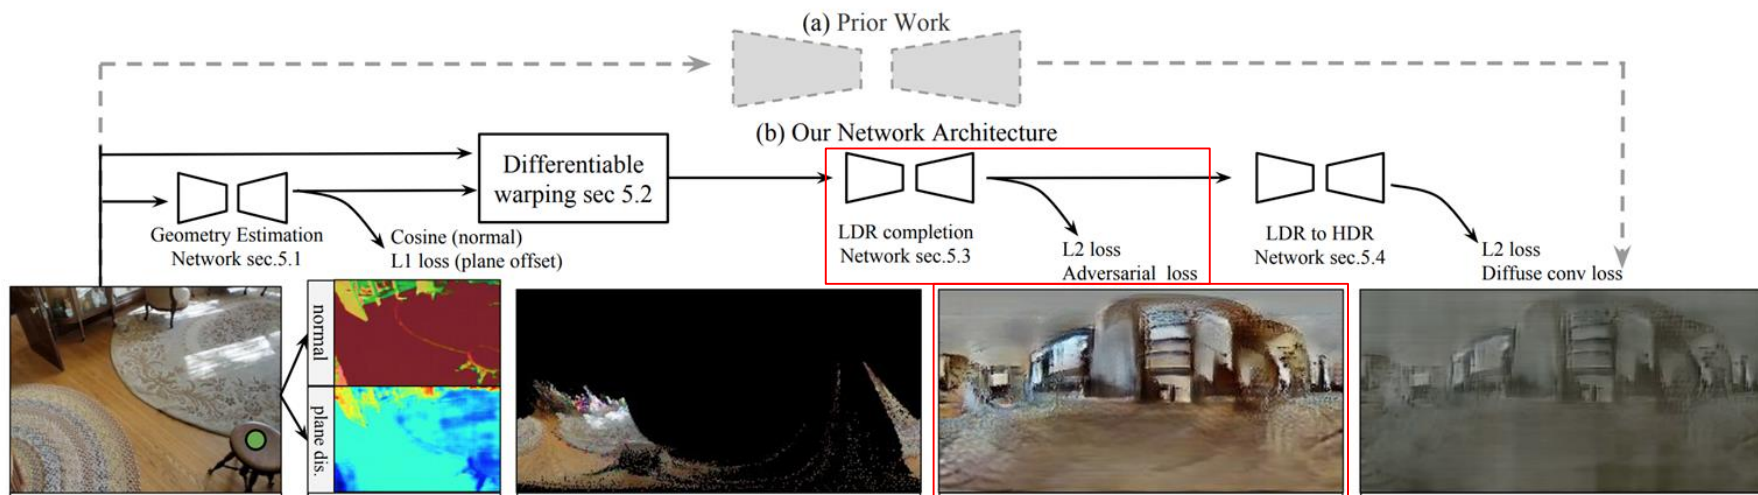 (a) Prior Work
(b) Our Network Architecture
Differentiable
warping sec 5.2
Geometry Estimation
Network sec.5.1
Cosine (normal)
L1 loss (plane offset)
LDR completion
Network sec.5.3
L2 loss
Adversarial loss
LDR to HDR
Network sec.5.4
L2 loss
Diffuse conv loss
normal
plane dis.